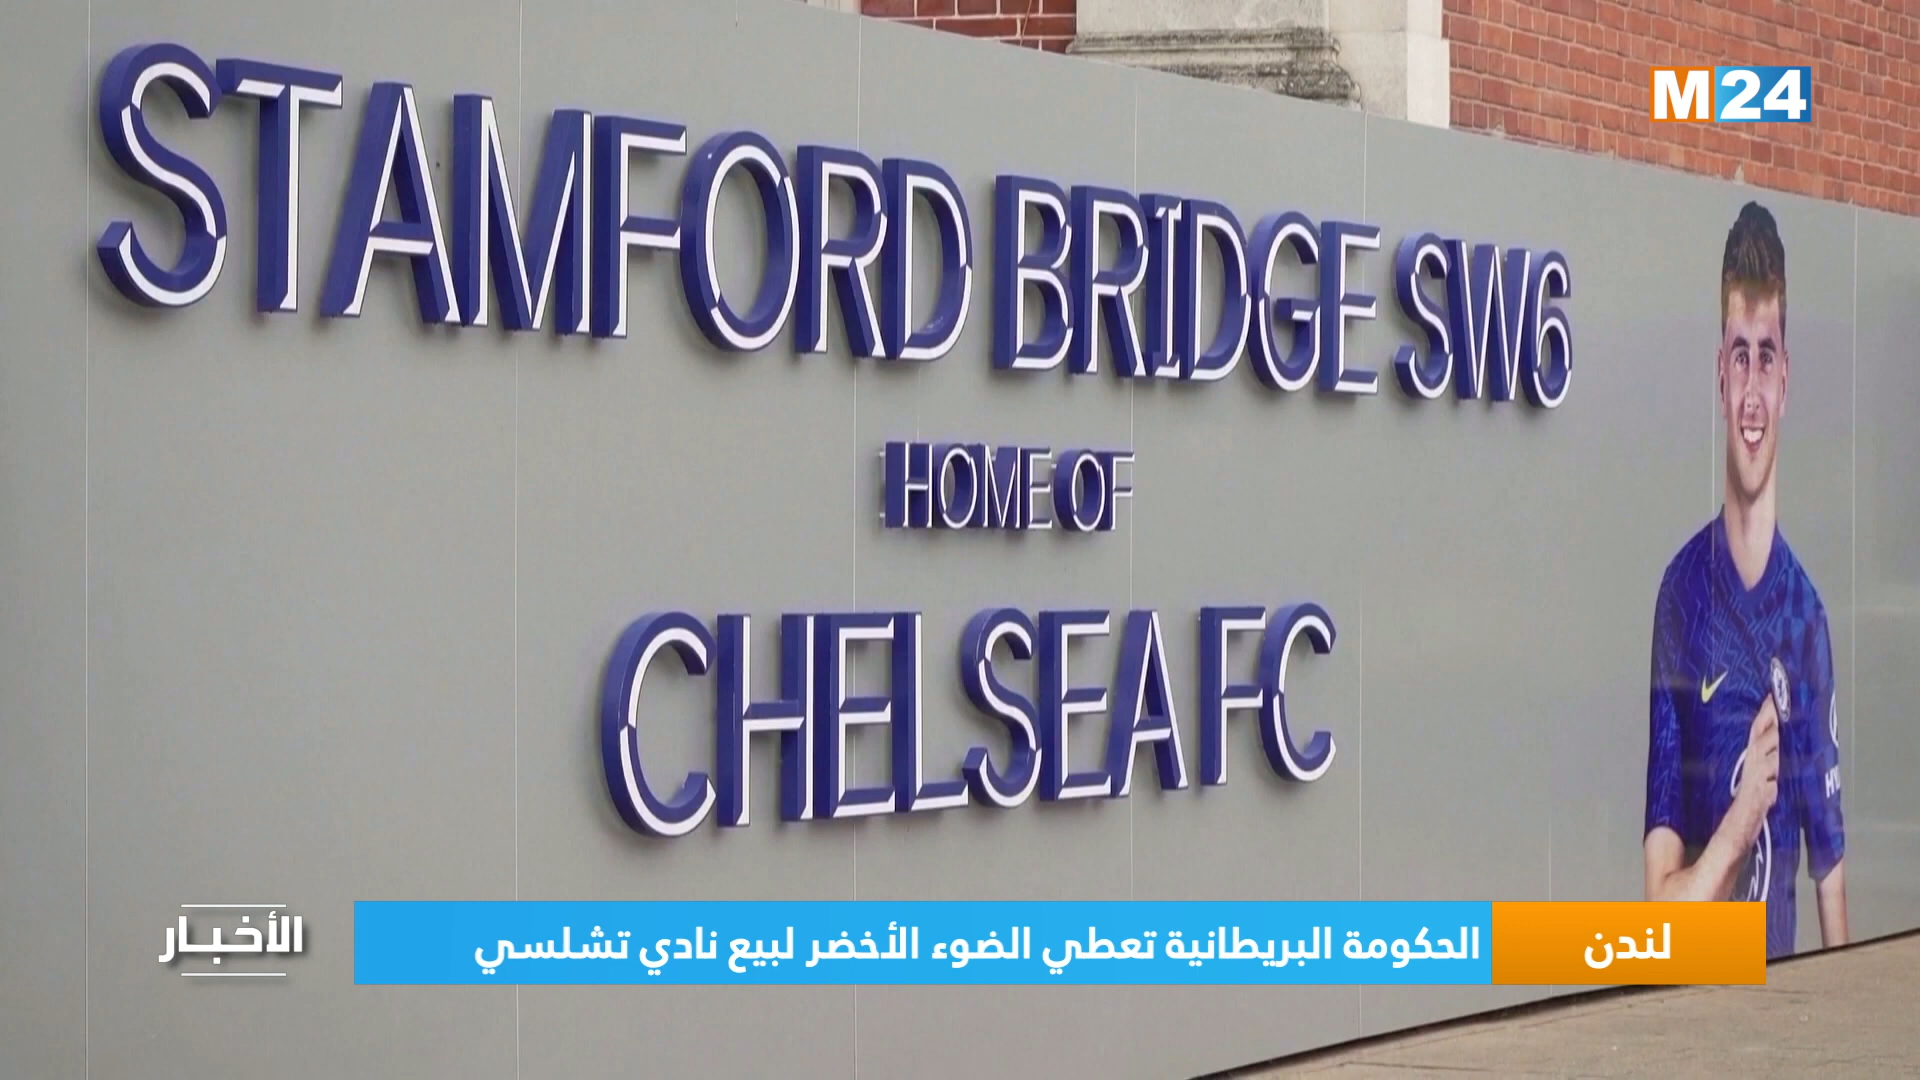 M24
STAMFORD BRIDGE SW6
HOME OF
CHELSEA FC
لندن
الحكومة البريطانية تعطي الضوء الأخضر لبيع نادي تشلسي
الأخبار